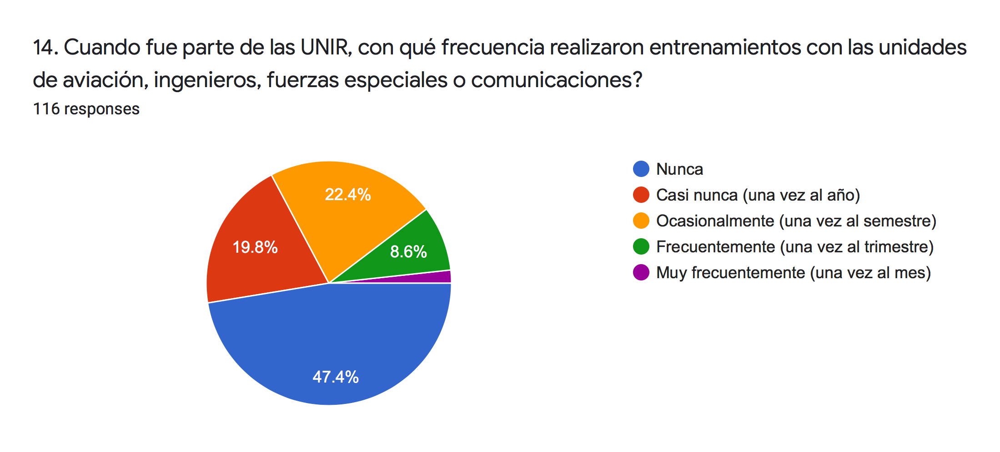 14. Cuando fue parte de las UNIR, con qué frecuencia realizaron entrenamientos con las unidades
de aviación, ingenieros, fuerzas especiales o comunicaciones?
116 responses
22.4%
19.8%
8.6%
47.4%
Nunca
Casi nunca (una vez al año)
Ocasionalmente (una vez al semestre)
Frecuentemente (una vez al trimestre)
Muy frecuentemente (una vez al mes)